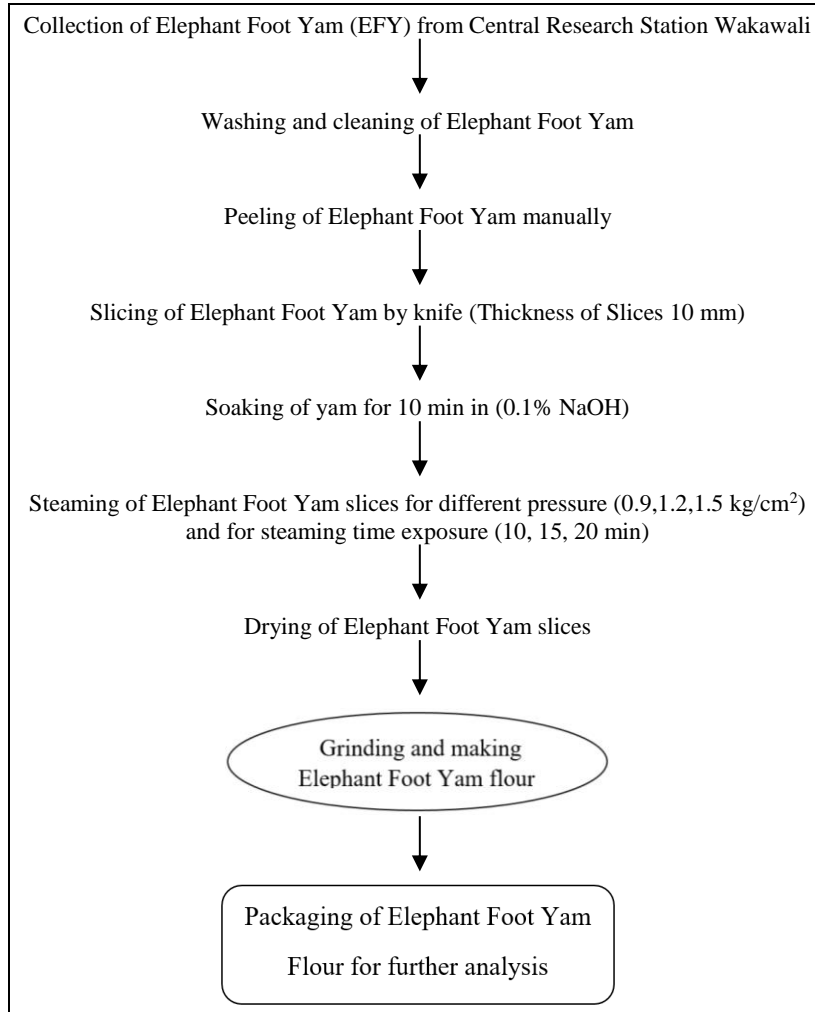 Collection of Elephant Foot Yam (EFY) from Central Research Station Wakawali
Washing and cleaning of Elephant Foot Yam
Peeling of Elephant Foot Yam manually
Slicing of Elephant Foot Yam by knife (Thickness of Slices 10 mm)
Soaking of yam for 10 min in (0.1% NaOH)
Steaming of Elephant Foot Yam slices for different pressure (0.9,1.2,1.5 kg/cm²)
and for steaming time exposure (10, 15, 20 min)
Drying of Elephant Foot Yam slices
Grinding and making
Elephant Foot Yam flour
Packaging of Elephant Foot Yam
Flour for further analysis